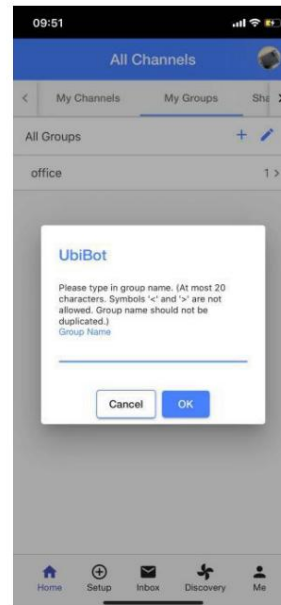 09:51
All Channels
< My Channels My Groups Sha >
All Groups + 
office 1 >
UbiBot
Please type in group name. (At most 20
characters. Symbols '<' and '>' are not
allowed. Group name should not be
duplicated.)
Group Name
Cancel OK
Home Setup Inbox Discovery Me